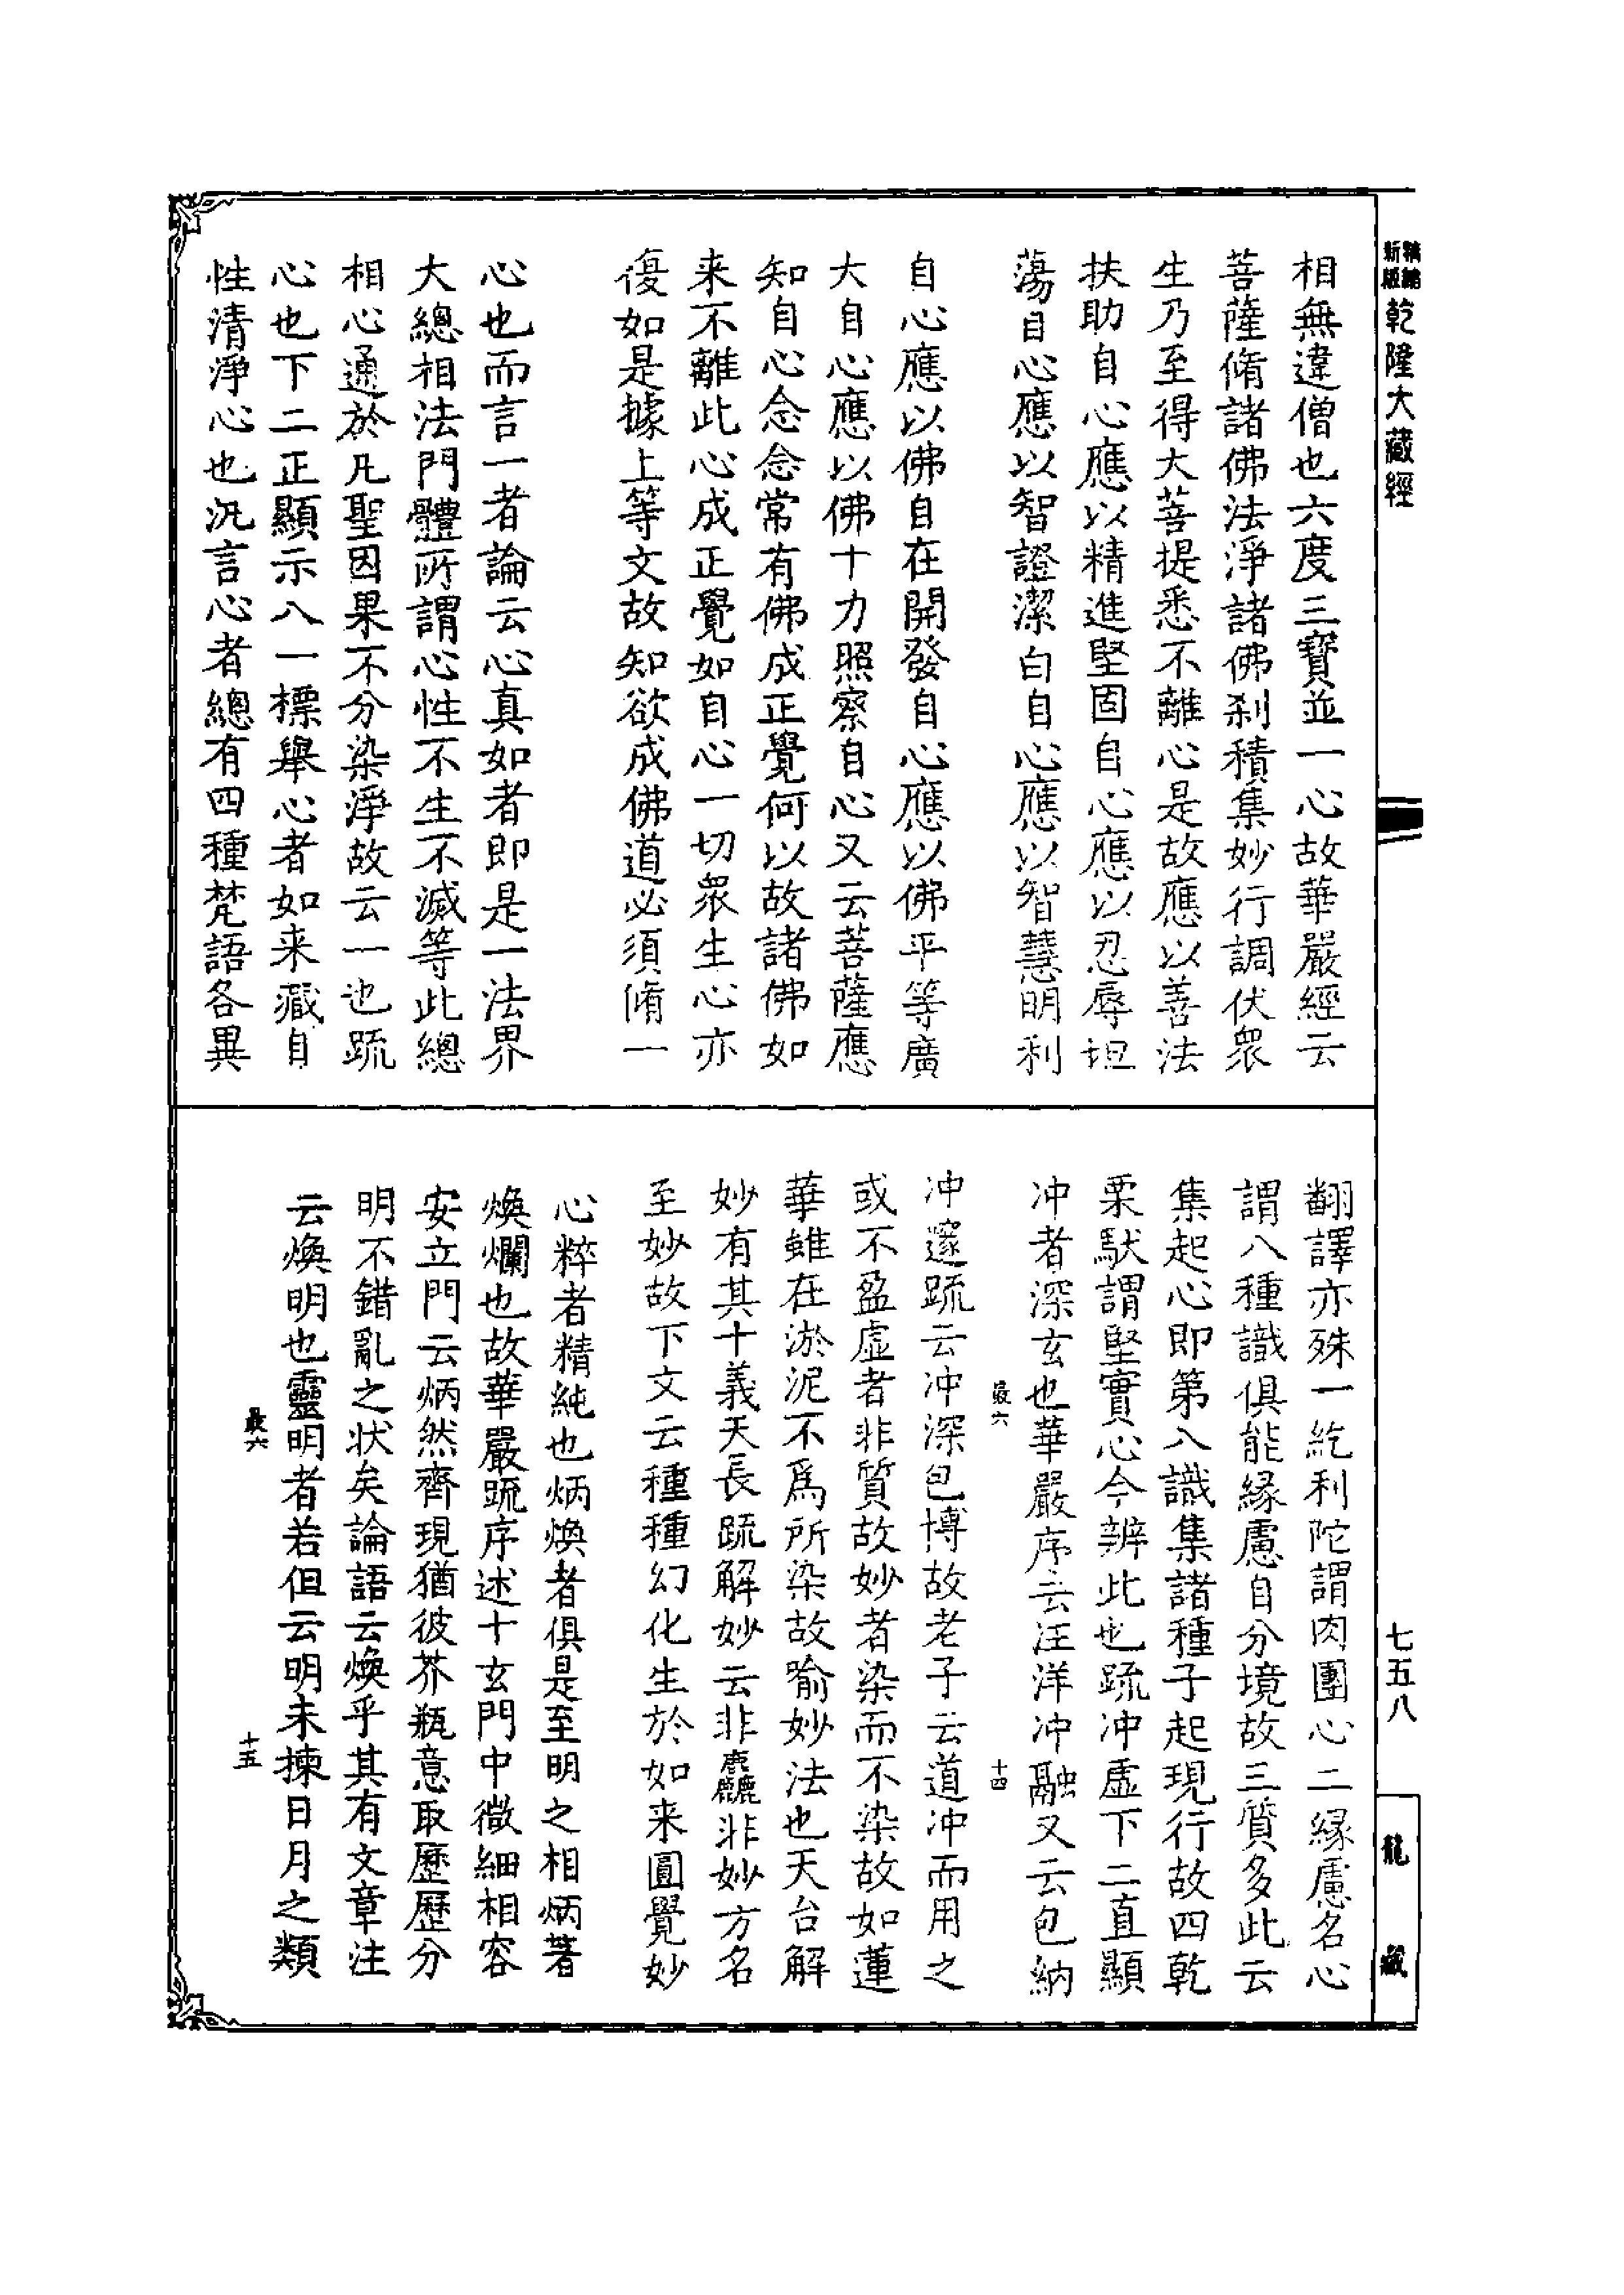 新版精縮乾隆大藏經
相無違僧也六度三寶並一心故華嚴經云
菩薩脩諸佛法淨諸佛刹積集妙行調伏衆
生乃至得大菩提悉不離心是故應以善法
扶助自心應以精進堅固自心應以忍辱坦
蕩自心應以智證潔白自心應以智慧明利
自心應以佛自在開發自心應以佛平等廣
大自心應以佛十力照察自心又云菩薩應
知自心念念常有佛成正覺何以故諸佛如
来不離此心成正覺如自心一切衆生心亦
復如是據上等文故知欲成佛道必須脩一
心也而言一者論云心真如者即是一法界
大總相法門體所謂心性不生不滅等此總
相心通於凡聖因果不分染淨故云一也䟽
心也下二正顯示八一標舉心者如来藏自
性清淨心也汎言心者總有四種梵語各異
翻譯亦殊一紇利陀謂肉團心二緣慮名心
謂八種識俱能緣慮自分境故三質多此云
集起心即第八識集諸種子起現行故四乾
栗馱謂堅實心今辨此也䟽冲虛下二直顯
冲者深玄也華嚴序云汪洋冲融又云包納
最六
十四
冲邃䟽云冲深包博故老子云道冲而用之
或不盈虛者非質故妙者染而不染故如蓮
華雖在淤泥不爲所染故喻妙法也天台解
妙有其十義天長䟽解妙云非麤非妙方名
至妙故下文云種種幻化生於如来圓覺妙
心粹者精純也炳煥者俱是至明之相炳著
煥爛也故華嚴䟽序述十玄門中微細相容
安立門云炳然齊現猶彼芥瓶意取歷歷分
明不錯亂之狀矣論語云煥乎其有文章注
云煥明也靈明者若但云明未揀日月之類
最六
十五
七五八
龍藏